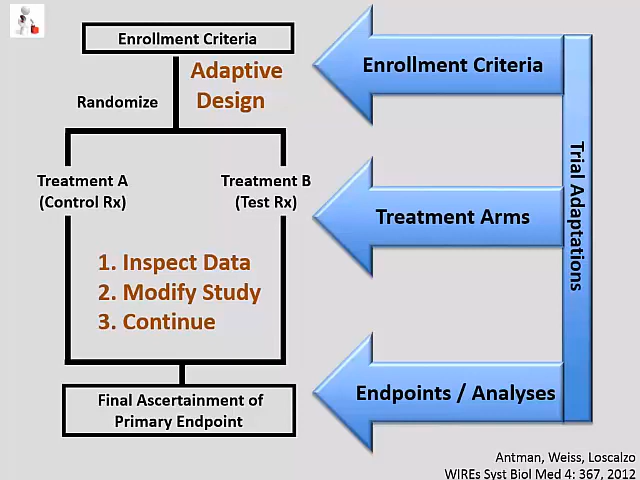 Enrollment Criteria
Adaptive
Design
Randomize
Treatment A
(Control Rx)
Treatment B
(Test Rx)
1. Inspect Data
2. Modify Study
3. Continue
Final Ascertainment of
Primary Endpoint
Enrollment Criteria
Treatment Arms
Endpoints / Analyses
Trial Adaptations
Antman, Weiss, Loscalzo
WIREs Syst Biol Med 4: 367, 2012